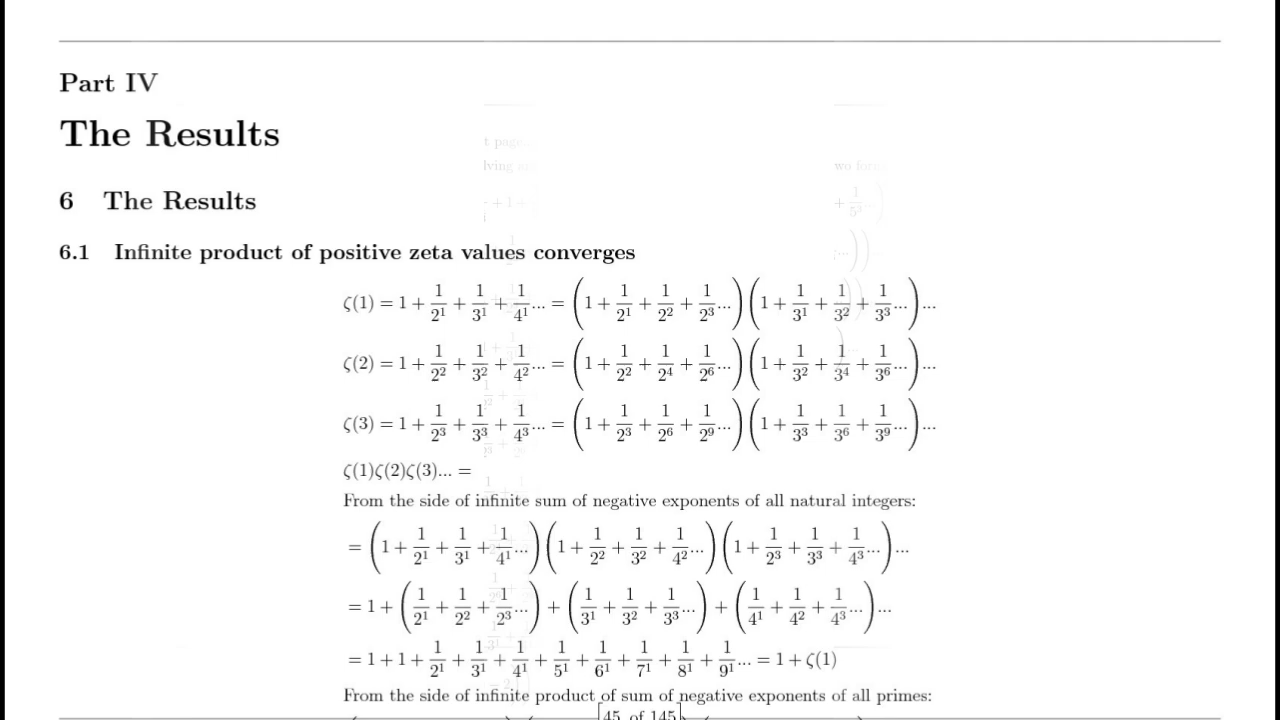 Part IV
The Results
6 The Results
6.1 Infinite product of positive zeta values converges
ζ(1) = 1 + 1/2^1 + 1/3^1 + 1/4^1 ... = (1 + 1/2^1 + 1/2^2 + 1/2^3 ...)(1 + 1/3^1 + 1/3^2 + 1/3^3 ...)...
ζ(2) = 1 + 1/2^2 + 1/3^2 + 1/4^2 ... = (1 + 1/2^2 + 1/2^4 + 1/2^6 ...)(1 + 1/3^2 + 1/3^4 + 1/3^6 ...)...
ζ(3) = 1 + 1/2^3 + 1/3^3 + 1/4^3 ... = (1 + 1/2^3 + 1/2^6 + 1/2^9 ...)(1 + 1/3^3 + 1/3^6 + 1/3^9 ...)...
ζ(1)ζ(2)ζ(3)... =
From the side of infinite sum of negative exponents of all natural integers:
= (1 + 1/2^1 + 1/3^1 + 1/4^1 ...)(1 + 1/2^2 + 1/3^2 + 1/4^2 ...)(1 + 1/2^3 + 1/3^3 + 1/4^3 ...)...
= 1 + (1/2^1 + 1/2^2 + 1/2^3 ...) + (1/3^1 + 1/3^2 + 1/3^3 ...) + (1/4^1 + 1/4^2 + 1/4^3 ...)...
= 1 + 1 + 1/2^1 + 1/3^1 + 1/4^1 + 1/5^1 + 1/6^1 + 1/7^1 + 1/8^1 + 1/9^1 ... = 1 + ζ(1)
From the side of infinite product of sum of negative exponents of all primes:
[45 of 145]